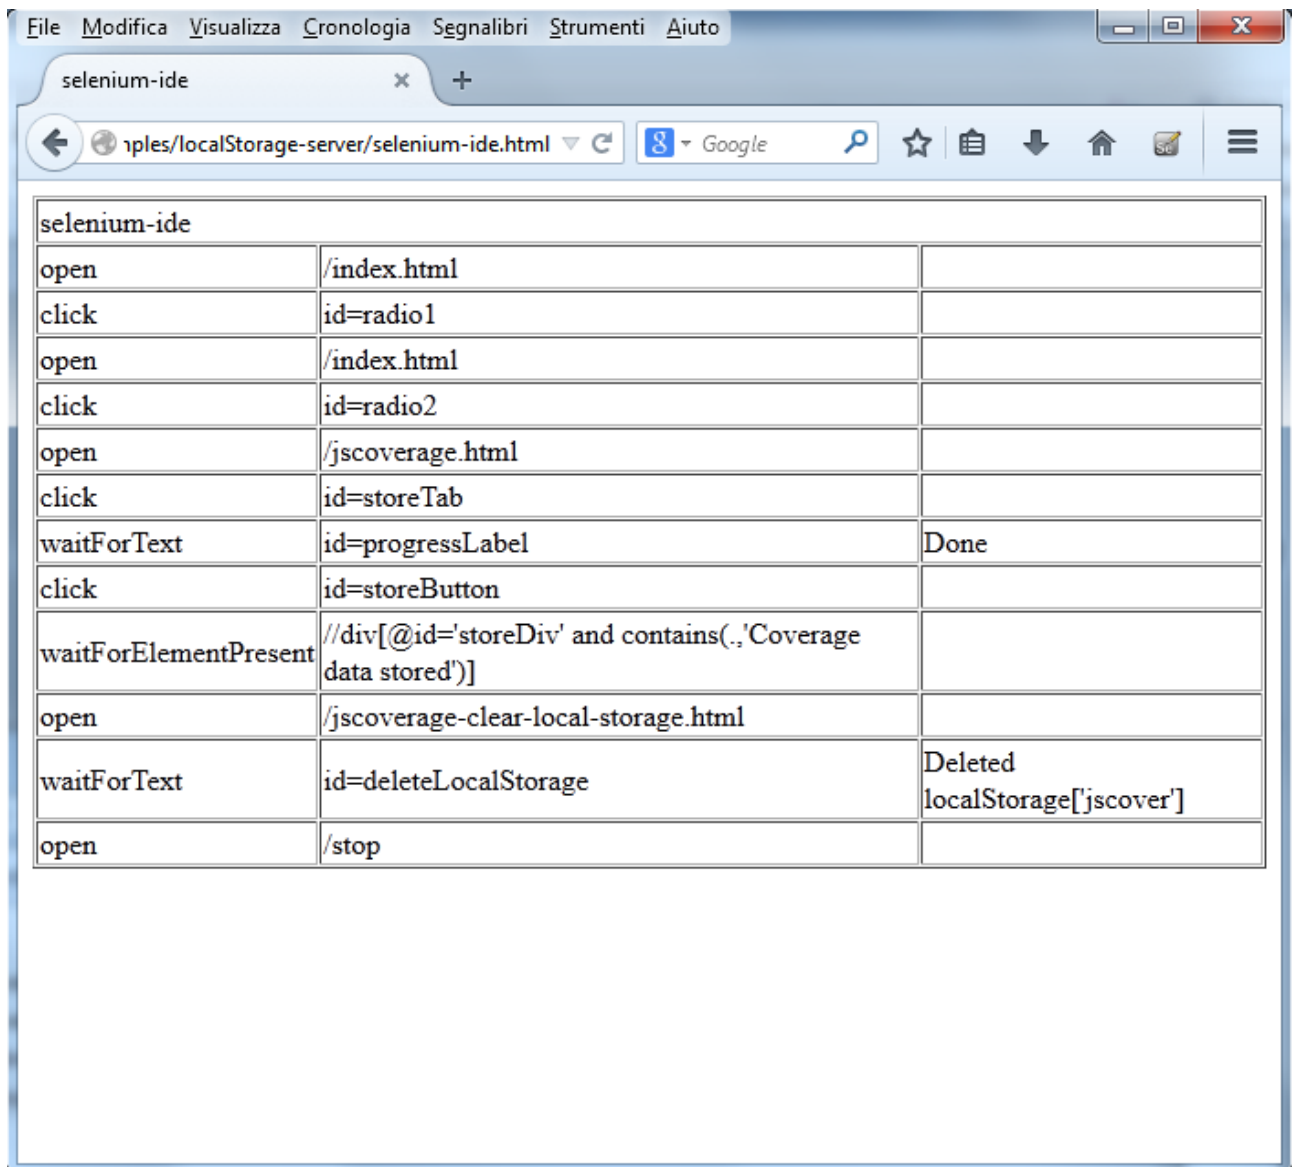 File Modifica Visualizza Cronologia Segnalibri Strumenti Aiuto
selenium-ide
ples/localStorage-server/selenium-ide.html
8 Google
selenium-ide
open /index.html
click id=radio1
open /index.html
click id=radio2
open /jscoverage.html
click id=storeTab
waitForText id=progressLabel Done
click id=storeButton
waitForElementPresent //div[@id='storeDiv' and contains(.,'Coverage
data stored')]
open /jscoverage-clear-local-storage.html
waitForText id=deleteLocalStorage Deleted
localStorage['jscover']
open /stop